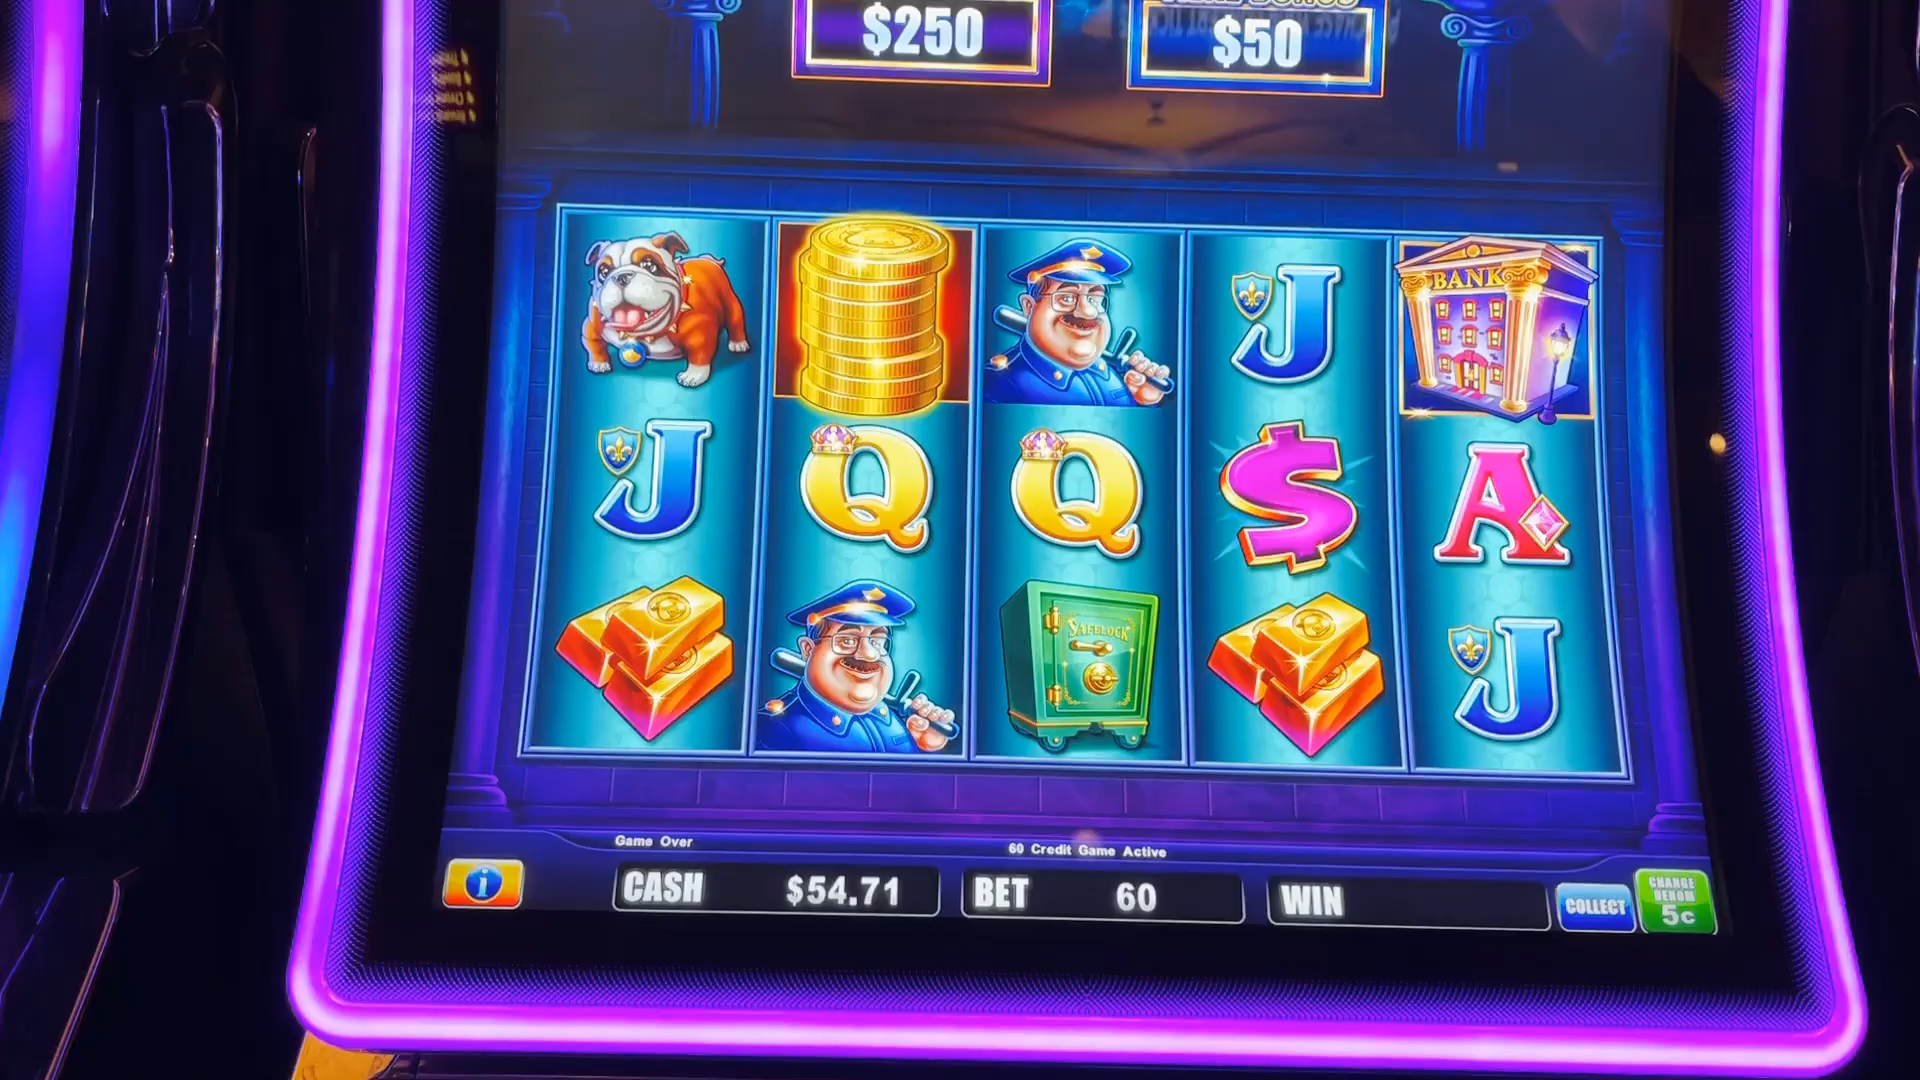 $250
$50
BANK
J
J
Q
Q
$
A
SAFELOCK
J
Game Over
60 Credit Game Active
i
CASH $54.71
BET 60
WIN
COLLECT
CHANGE
DENOM
5c